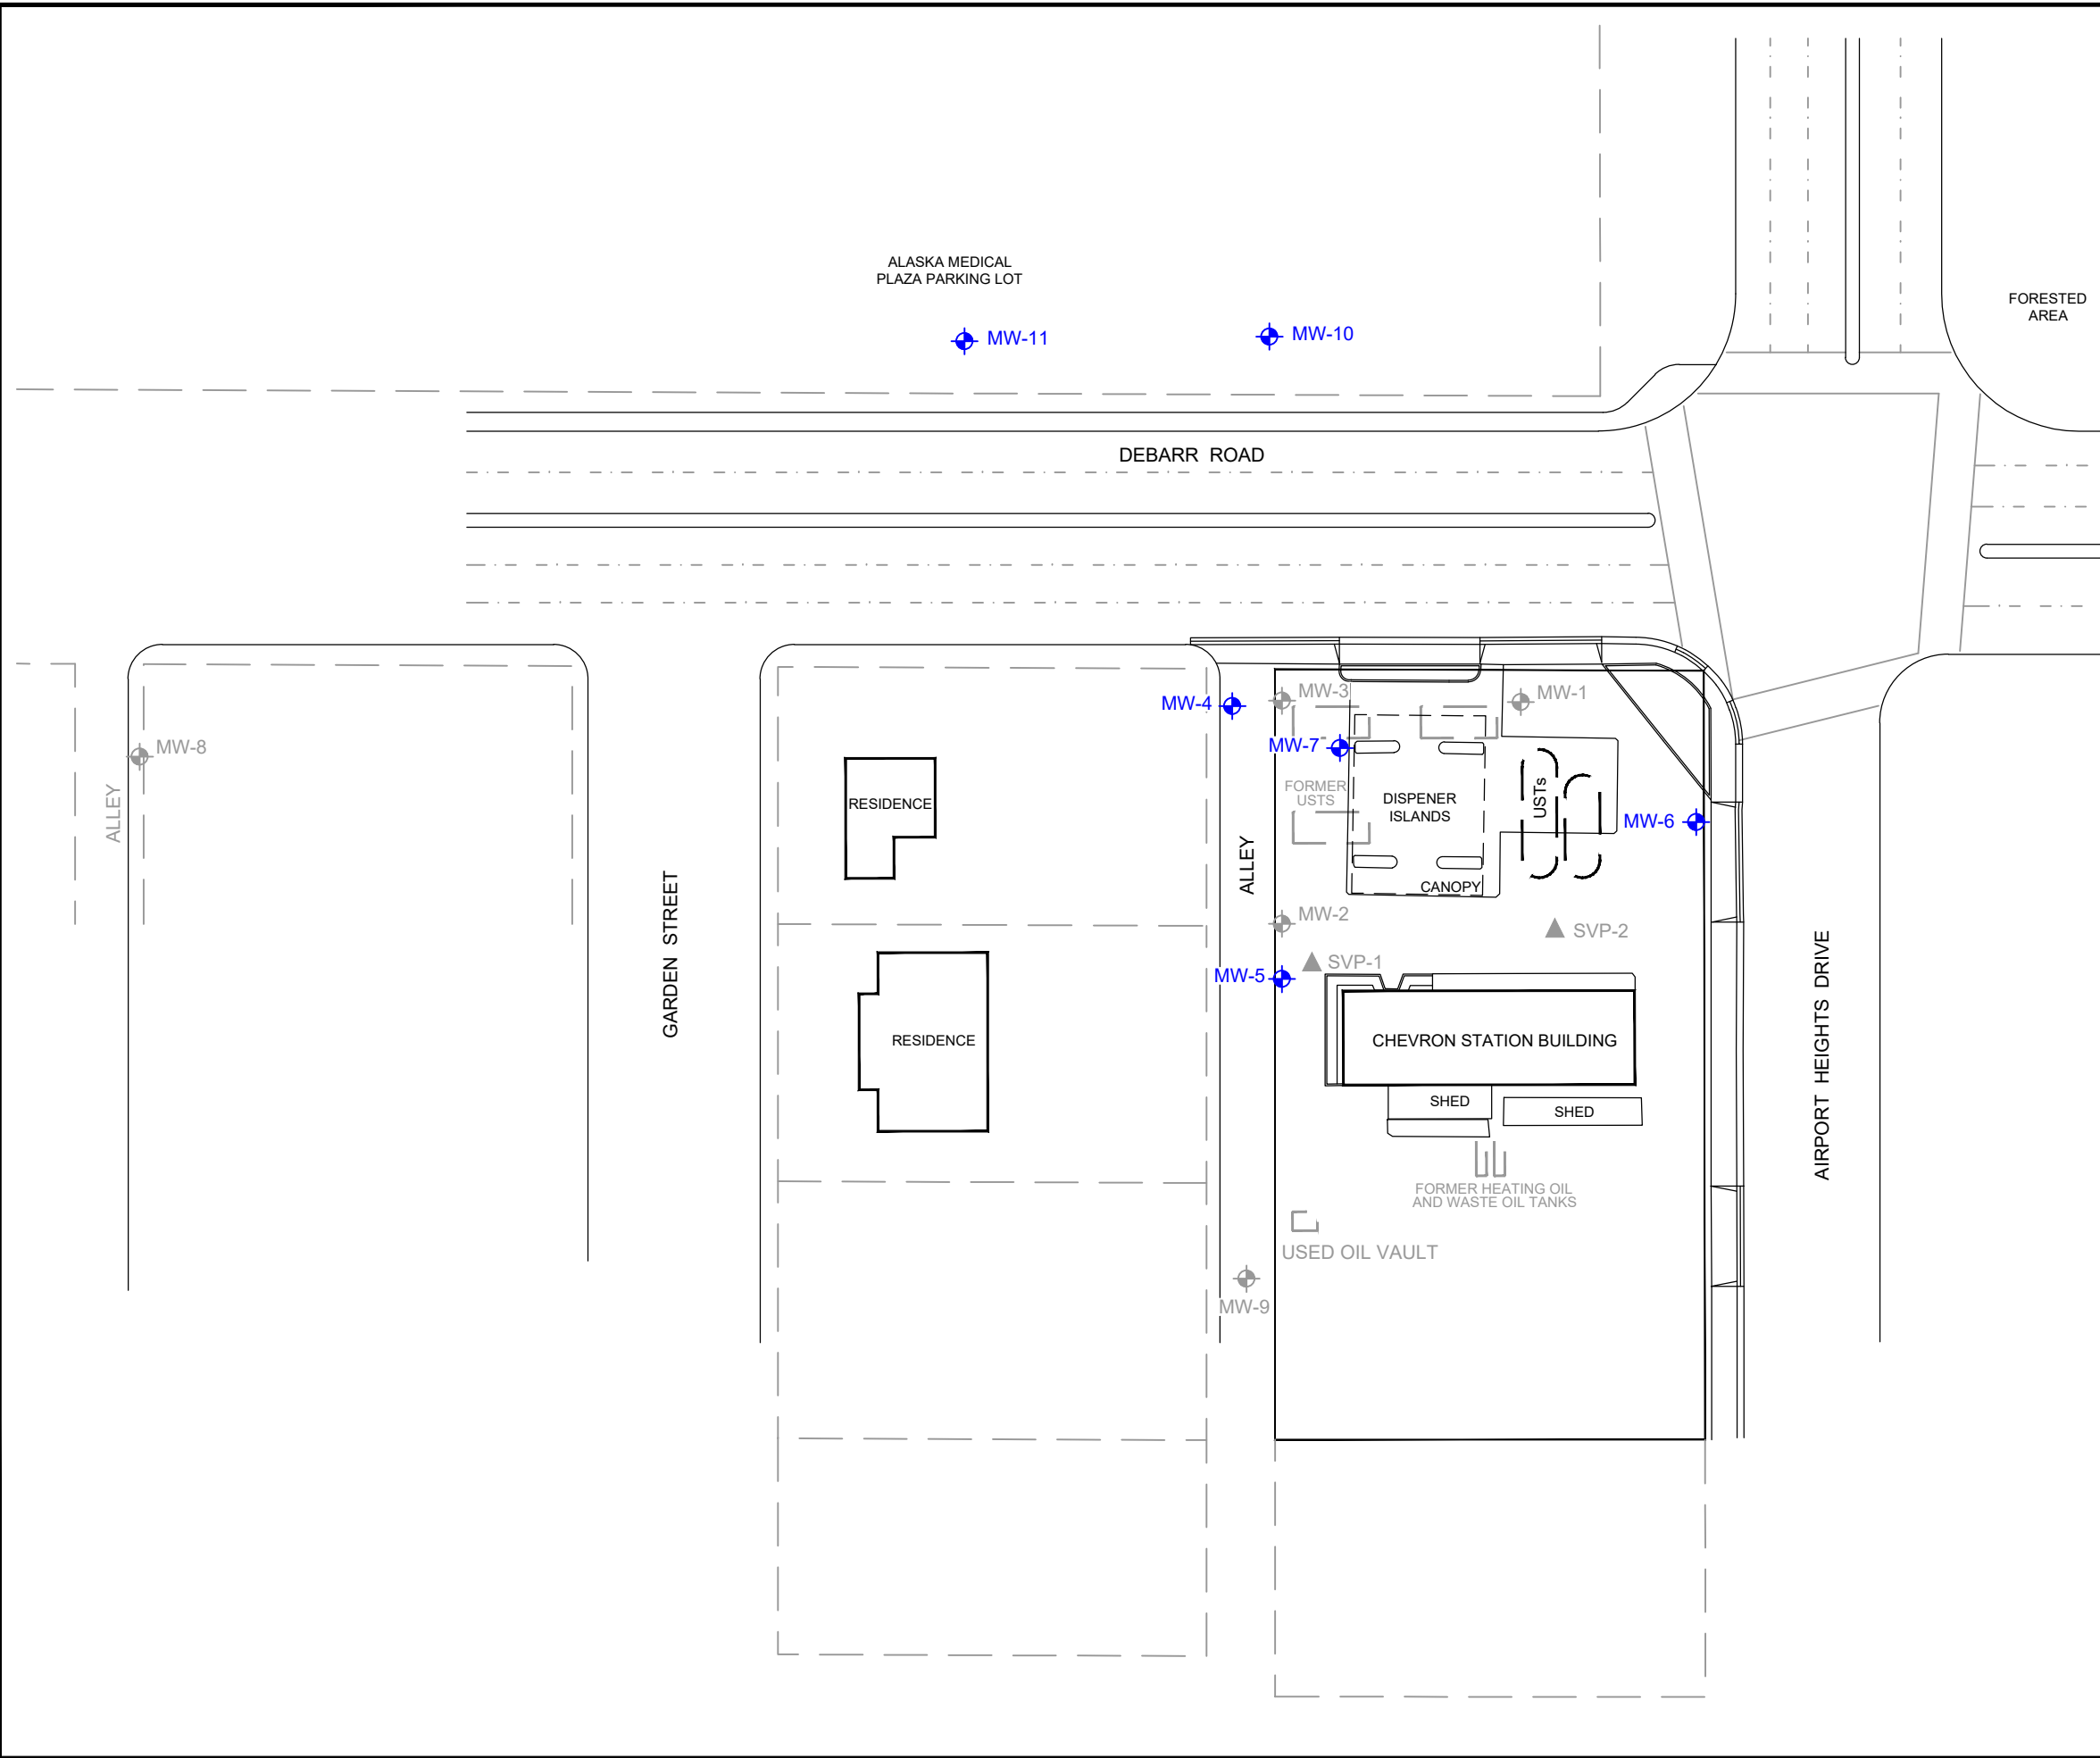 ALASKA MEDICAL
PLAZA PARKING LOT
FORESTED
AREA
MW-11
MW-10
DEBARR ROAD
MW-3
MW-1
MW-4
MW-7
MW-8
ALLEY
RESIDENCE
FORMER
USTS
DISPENER
ISLANDS
USTs
MW-6
ALLEY
CANOPY
GARDEN STREET
MW-2
SVP-2
SVP-1
MW-5
AIRPORT HEIGHTS DRIVE
RESIDENCE
CHEVRON STATION BUILDING
SHED
SHED
FORMER HEATING OIL
AND WASTE OIL TANKS
USED OIL VAULT
MW-9